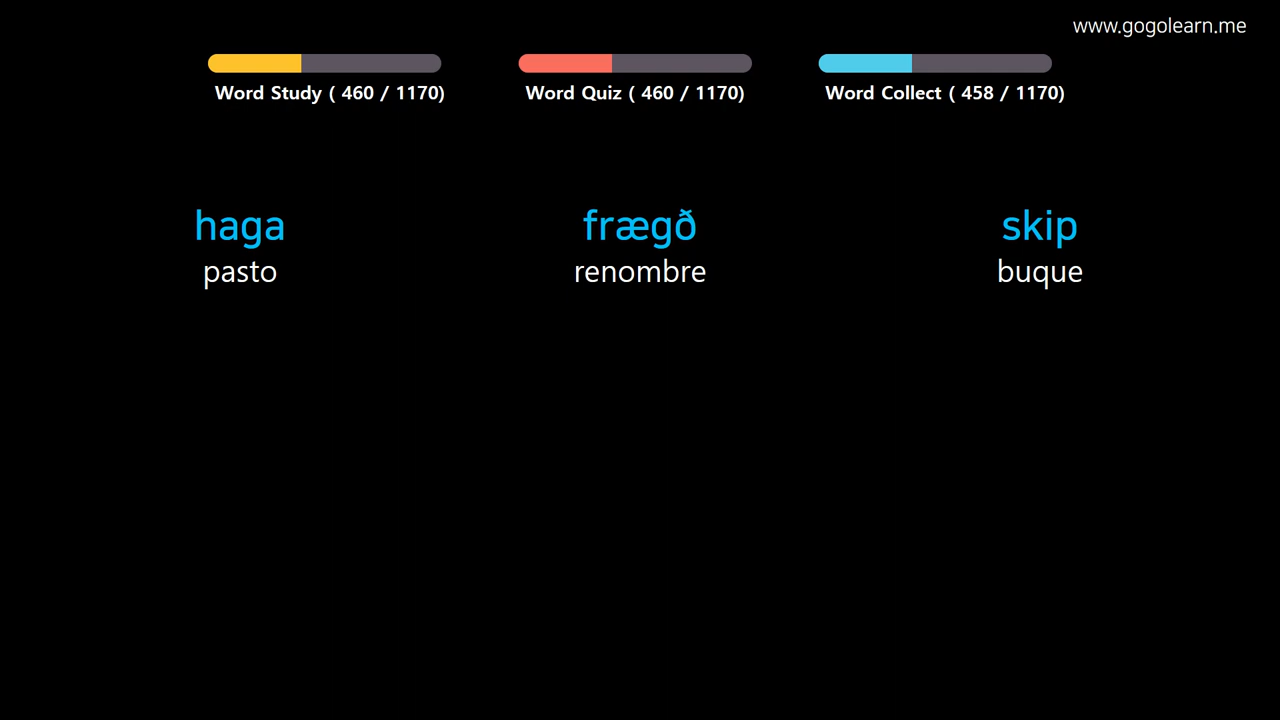 www.gogolearn.me
Word Study ( 460 / 1170)
Word Quiz ( 460 / 1170)
Word Collect ( 458 / 1170)
haga
pasto
frægð
renombre
skip
buque